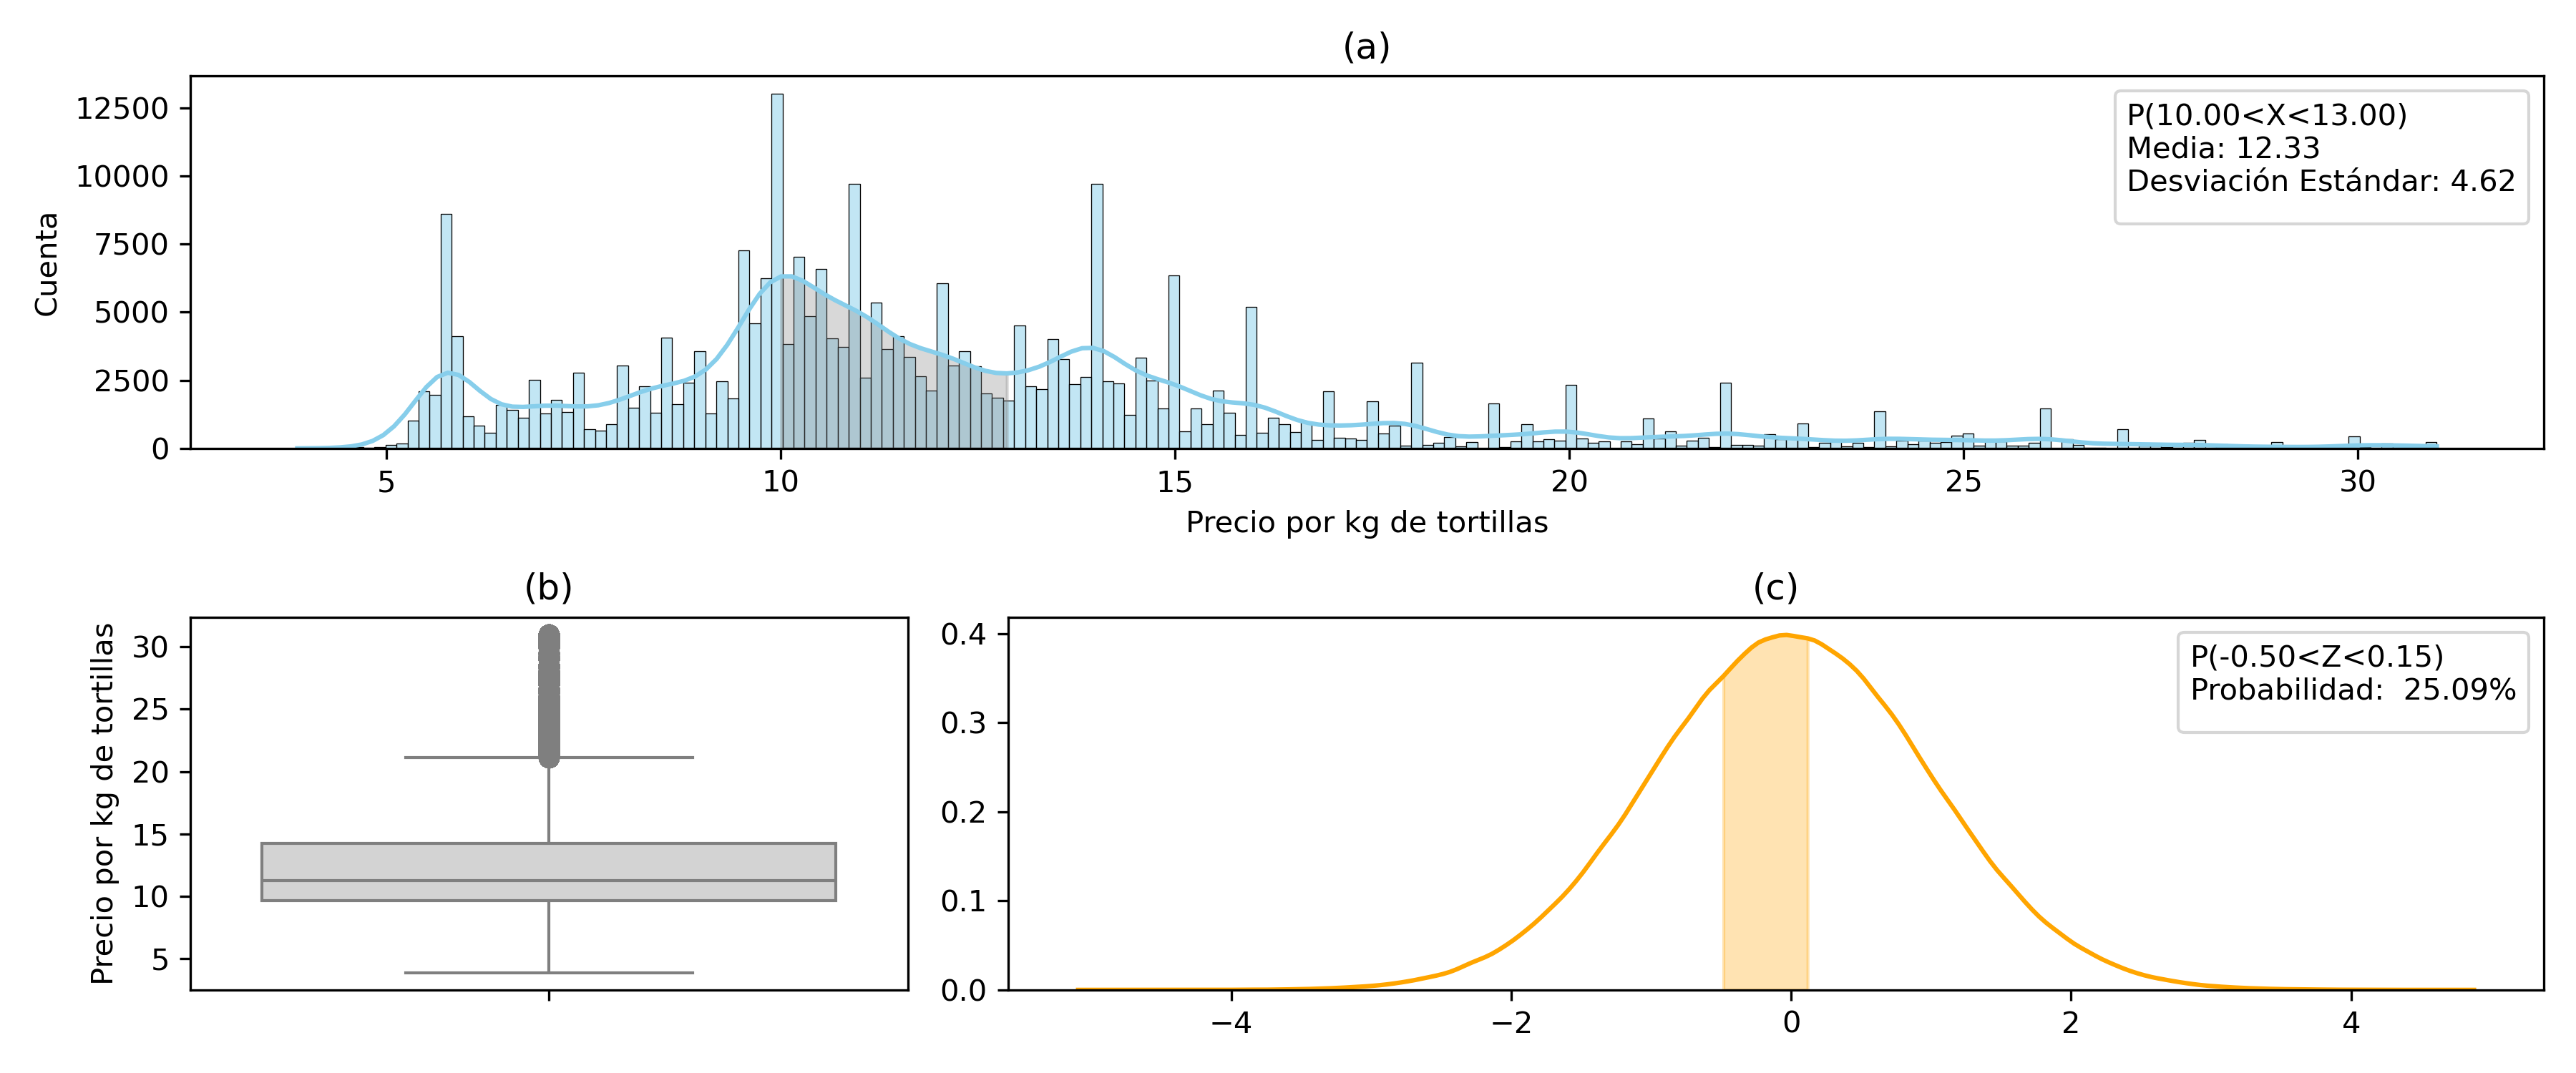 (a)
Cuenta
12500
10000
7500
5000
2500
0
P(10.00<X<13.00)
Media: 12.33
Desviación Estándar: 4.62
5 10 15 20 25 30
Precio por kg de tortillas
(b)
Precio por kg de tortillas
30
25
20
15
10
5
(c)
0.4
0.3
0.2
0.1
0.0
P(-0.50<Z<0.15)
Probabilidad:  25.09%
−4 −2 0 2 4